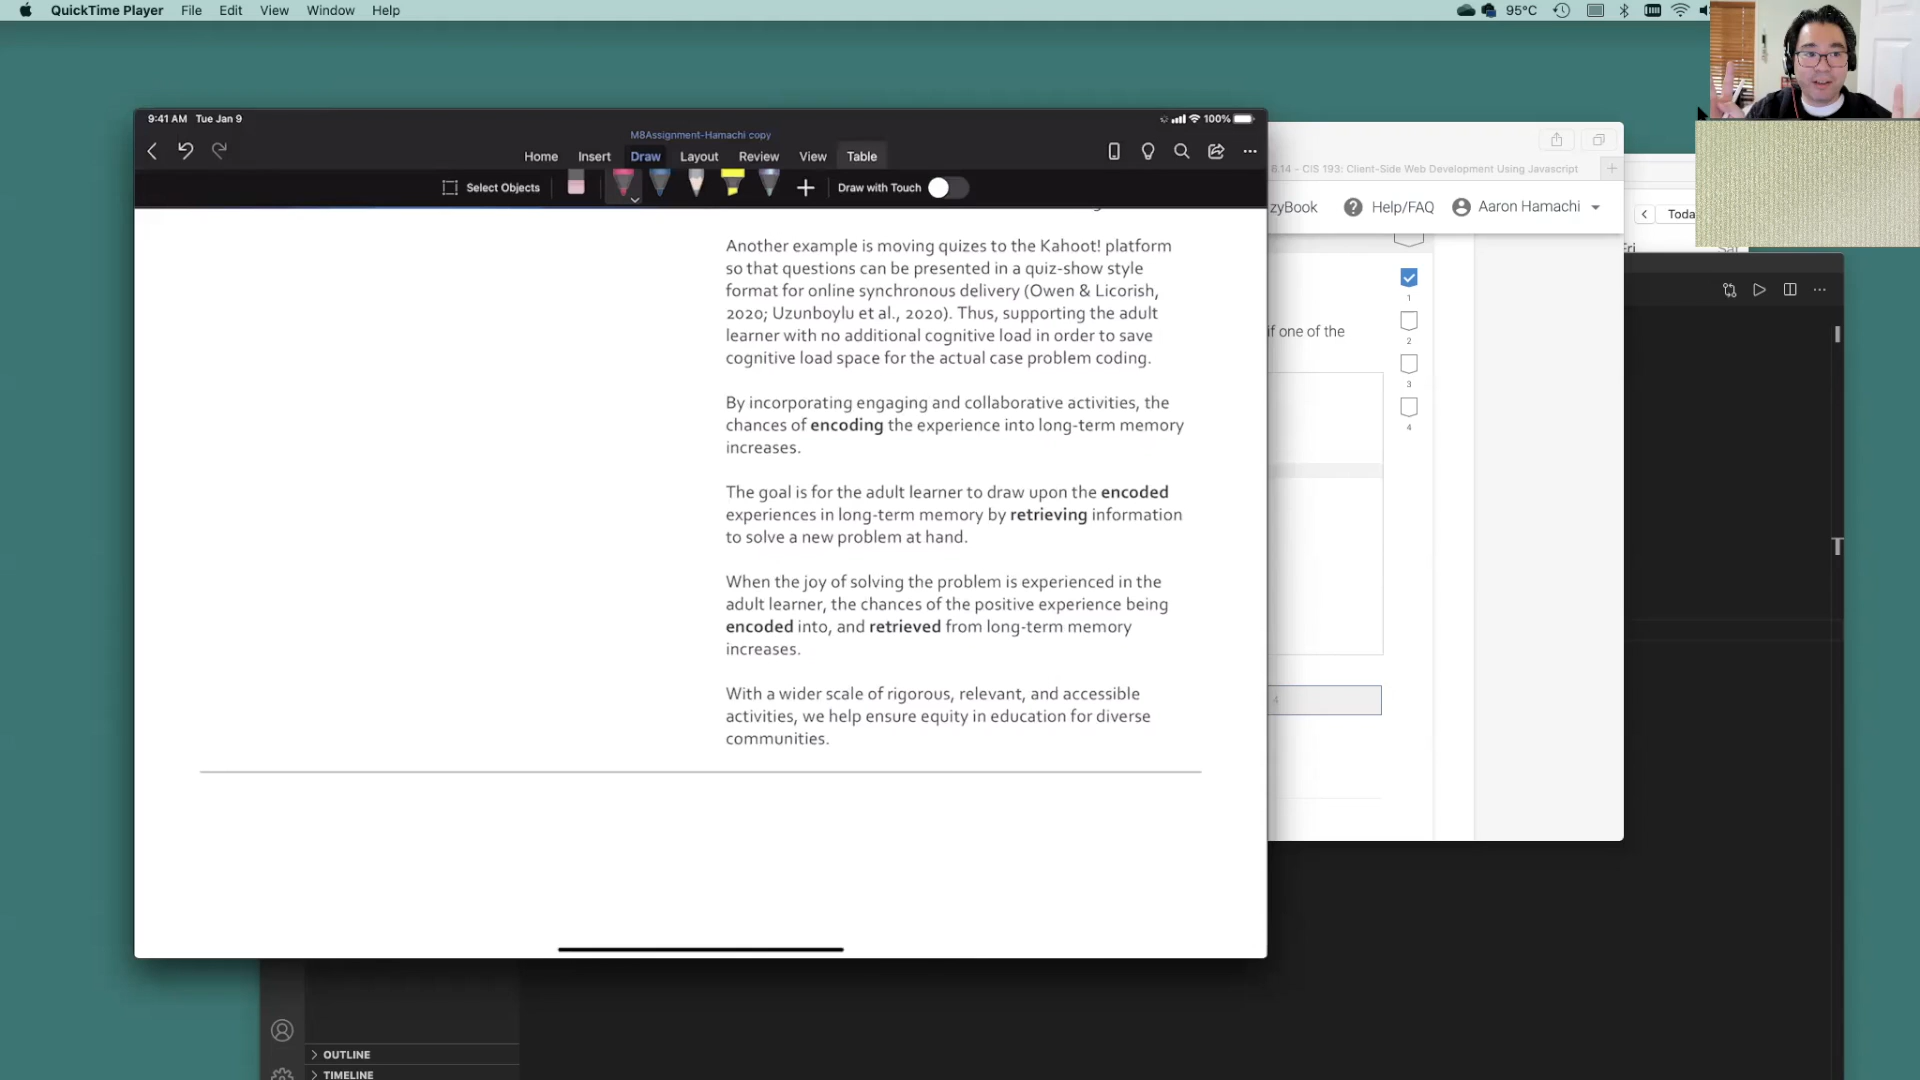 QuickTime Player File Edit View Window Help
95°C
9:41 AM Tue Jan 9
100%
M8Assignment-Hamachi copy
Home Insert Draw Layout Review View Table
Select Objects
Draw with Touch
Another example is moving quizes to the Kahoot! platform
so that questions can be presented in a quiz-show style
format for online synchronous delivery (Owen & Licorish,
2020; Uzunboylu et al., 2020). Thus, supporting the adult
learner with no additional cognitive load in order to save
cognitive load space for the actual case problem coding.
By incorporating engaging and collaborative activities, the
chances of encoding the experience into long-term memory
increases.
The goal is for the adult learner to draw upon the encoded
experiences in long-term memory by retrieving information
to solve a new problem at hand.
When the joy of solving the problem is experienced in the
adult learner, the chances of the positive experience being
encoded into, and retrieved from long-term memory
increases.
With a wider scale of rigorous, relevant, and accessible
activities, we help ensure equity in education for diverse
communities.
8.14 - CIS 193: Client-Side Web Development Using Javascript
zyBook Help/FAQ Aaron Hamachi
if one of the
1
2
3
4
4
Toda
OUTLINE
TIMELINE